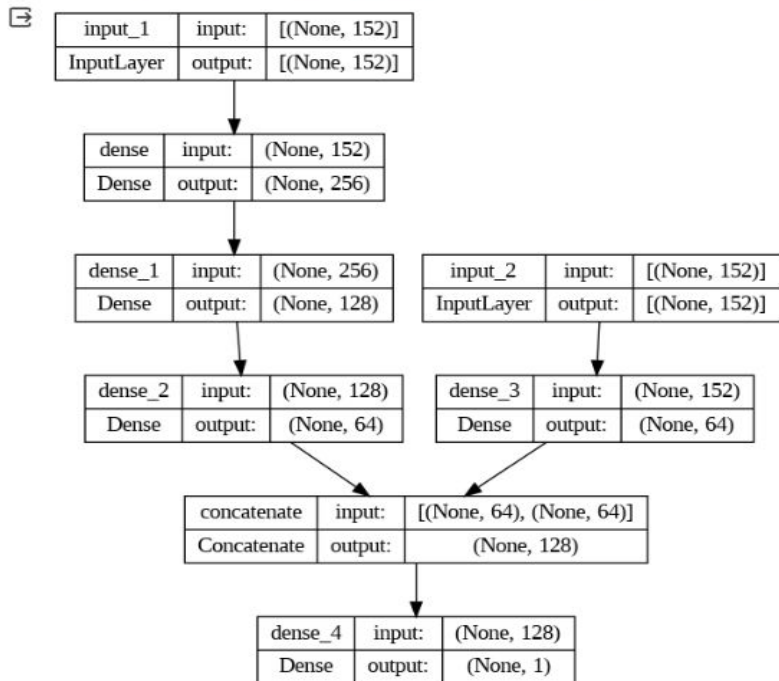 input_1 input: [(None, 152)]
InputLayer output: [(None, 152)]
dense input: (None, 152)
Dense output: (None, 256)
dense_1 input: (None, 256)
Dense output: (None, 128)
input_2 input: [(None, 152)]
InputLayer output: [(None, 152)]
dense_2 input: (None, 128)
Dense output: (None, 64)
dense_3 input: (None, 152)
Dense output: (None, 64)
concatenate input: [(None, 64), (None, 64)]
Concatenate output: (None, 128)
dense_4 input: (None, 128)
Dense output: (None, 1)